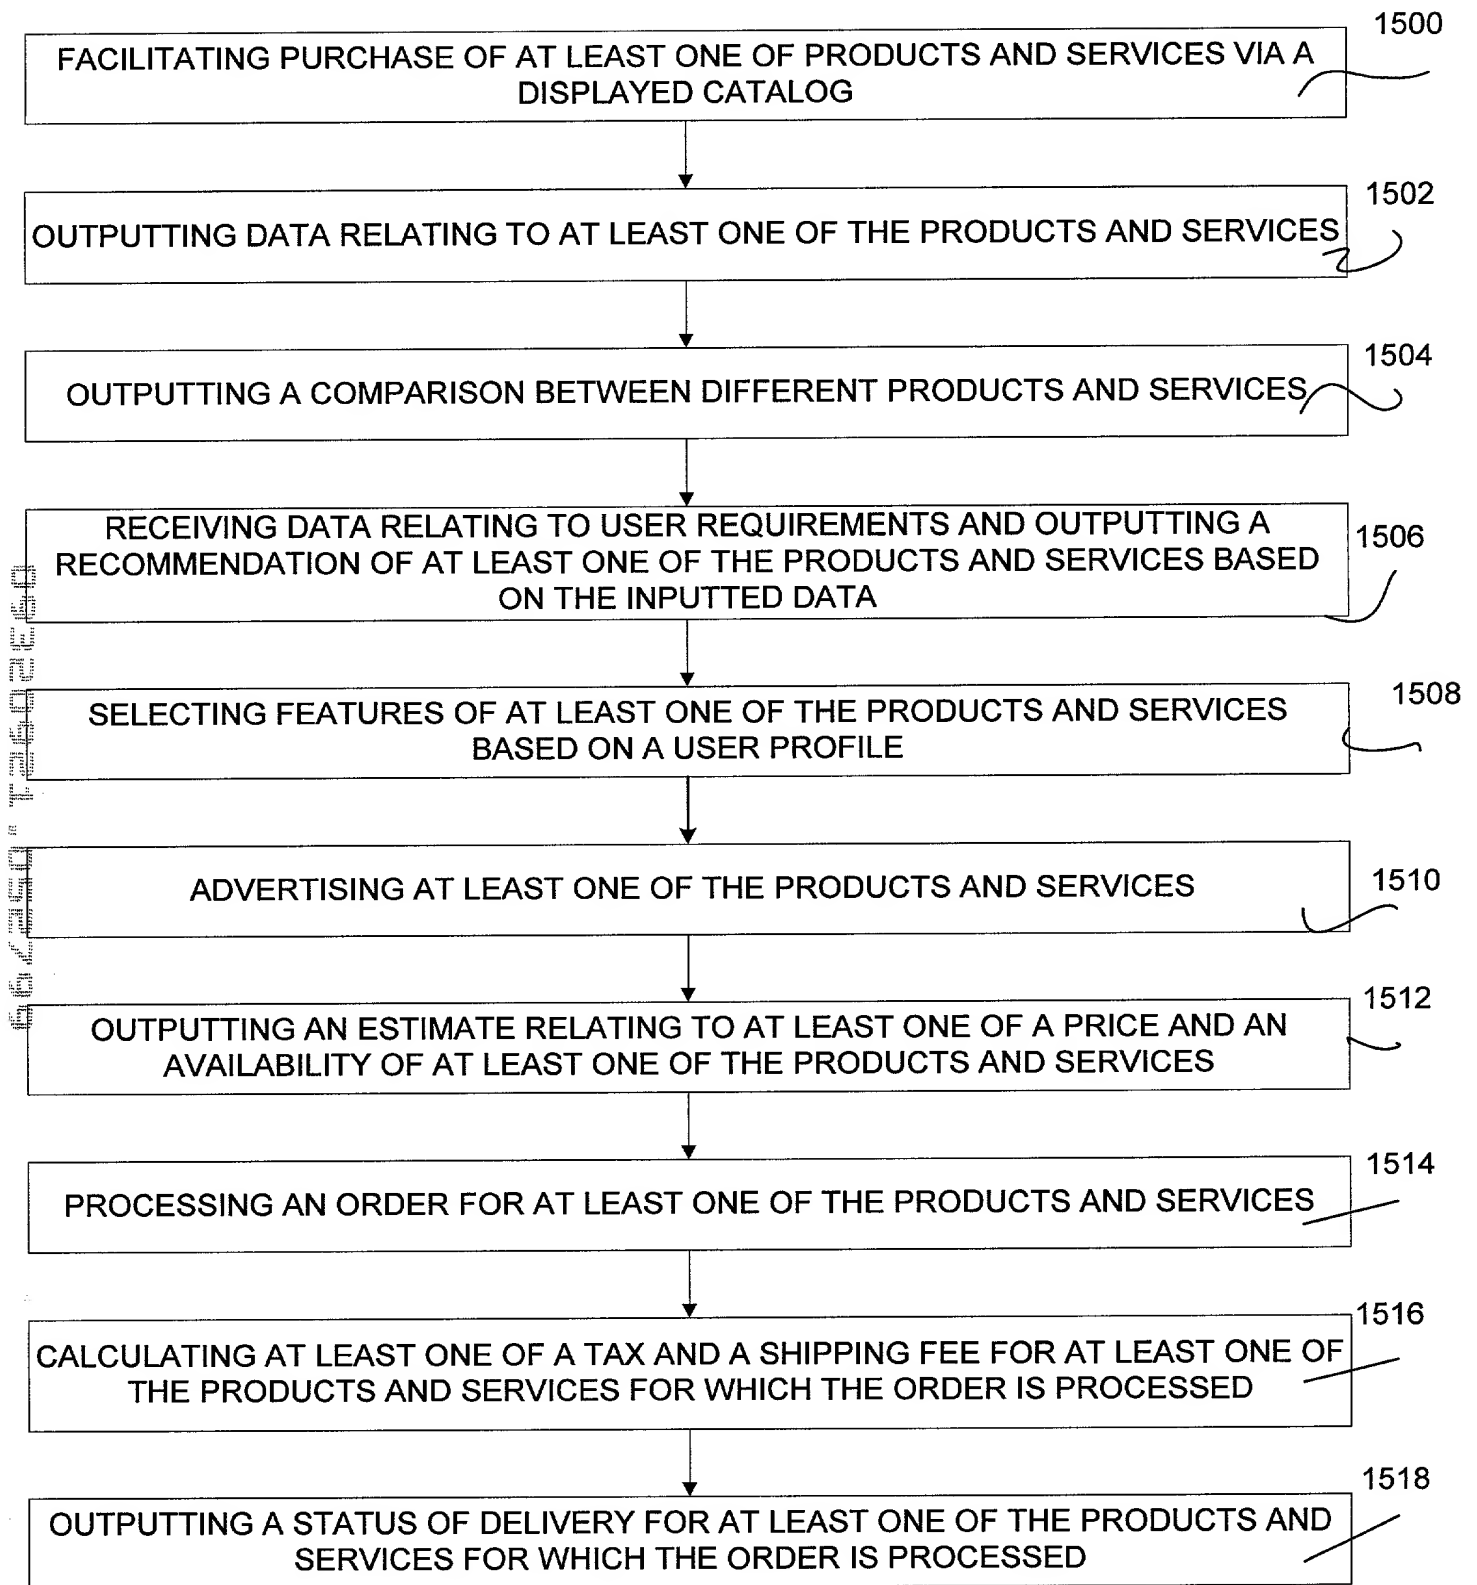 1500
FACILITATING PURCHASE OF AT LEAST ONE OF PRODUCTS AND SERVICES VIA A
DISPLAYED CATALOG
1502
OUTPUTTING DATA RELATING TO AT LEAST ONE OF THE PRODUCTS AND SERVICES
1504
OUTPUTTING A COMPARISON BETWEEN DIFFERENT PRODUCTS AND SERVICES
1506
RECEIVING DATA RELATING TO USER REQUIREMENTS AND OUTPUTTING A
RECOMMENDATION OF AT LEAST ONE OF THE PRODUCTS AND SERVICES BASED
ON THE INPUTTED DATA
1508
SELECTING FEATURES OF AT LEAST ONE OF THE PRODUCTS AND SERVICES
BASED ON A USER PROFILE
1510
ADVERTISING AT LEAST ONE OF THE PRODUCTS AND SERVICES
1512
OUTPUTTING AN ESTIMATE RELATING TO AT LEAST ONE OF A PRICE AND AN
AVAILABILITY OF AT LEAST ONE OF THE PRODUCTS AND SERVICES
1514
PROCESSING AN ORDER FOR AT LEAST ONE OF THE PRODUCTS AND SERVICES
1516
CALCULATING AT LEAST ONE OF A TAX AND A SHIPPING FEE FOR AT LEAST ONE OF
THE PRODUCTS AND SERVICES FOR WHICH THE ORDER IS PROCESSED
1518
OUTPUTTING A STATUS OF DELIVERY FOR AT LEAST ONE OF THE PRODUCTS AND
SERVICES FOR WHICH THE ORDER IS PROCESSED